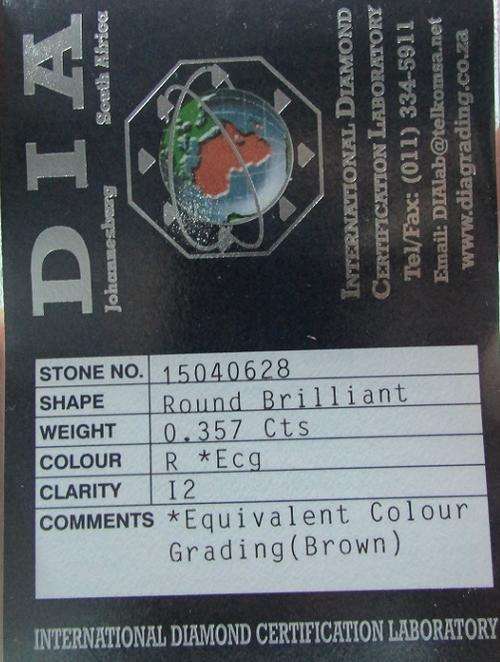 DIA
Johannesburg South Africa
INTERNATIONAL DIAMOND
CERTIFICATION LABORATORY
Tel/Fax: (011) 334-5911
Email: DIAlab@telkomsa.net
www.diagrading.co.za
STONE NO. 15040628
SHAPE Round Brilliant
WEIGHT 0.357 Cts
COLOUR R *Ecg
CLARITY I2
COMMENTS *Equivalent Colour
Grading(Brown)
INTERNATIONAL DIAMOND CERTIFICATION LABORATORY